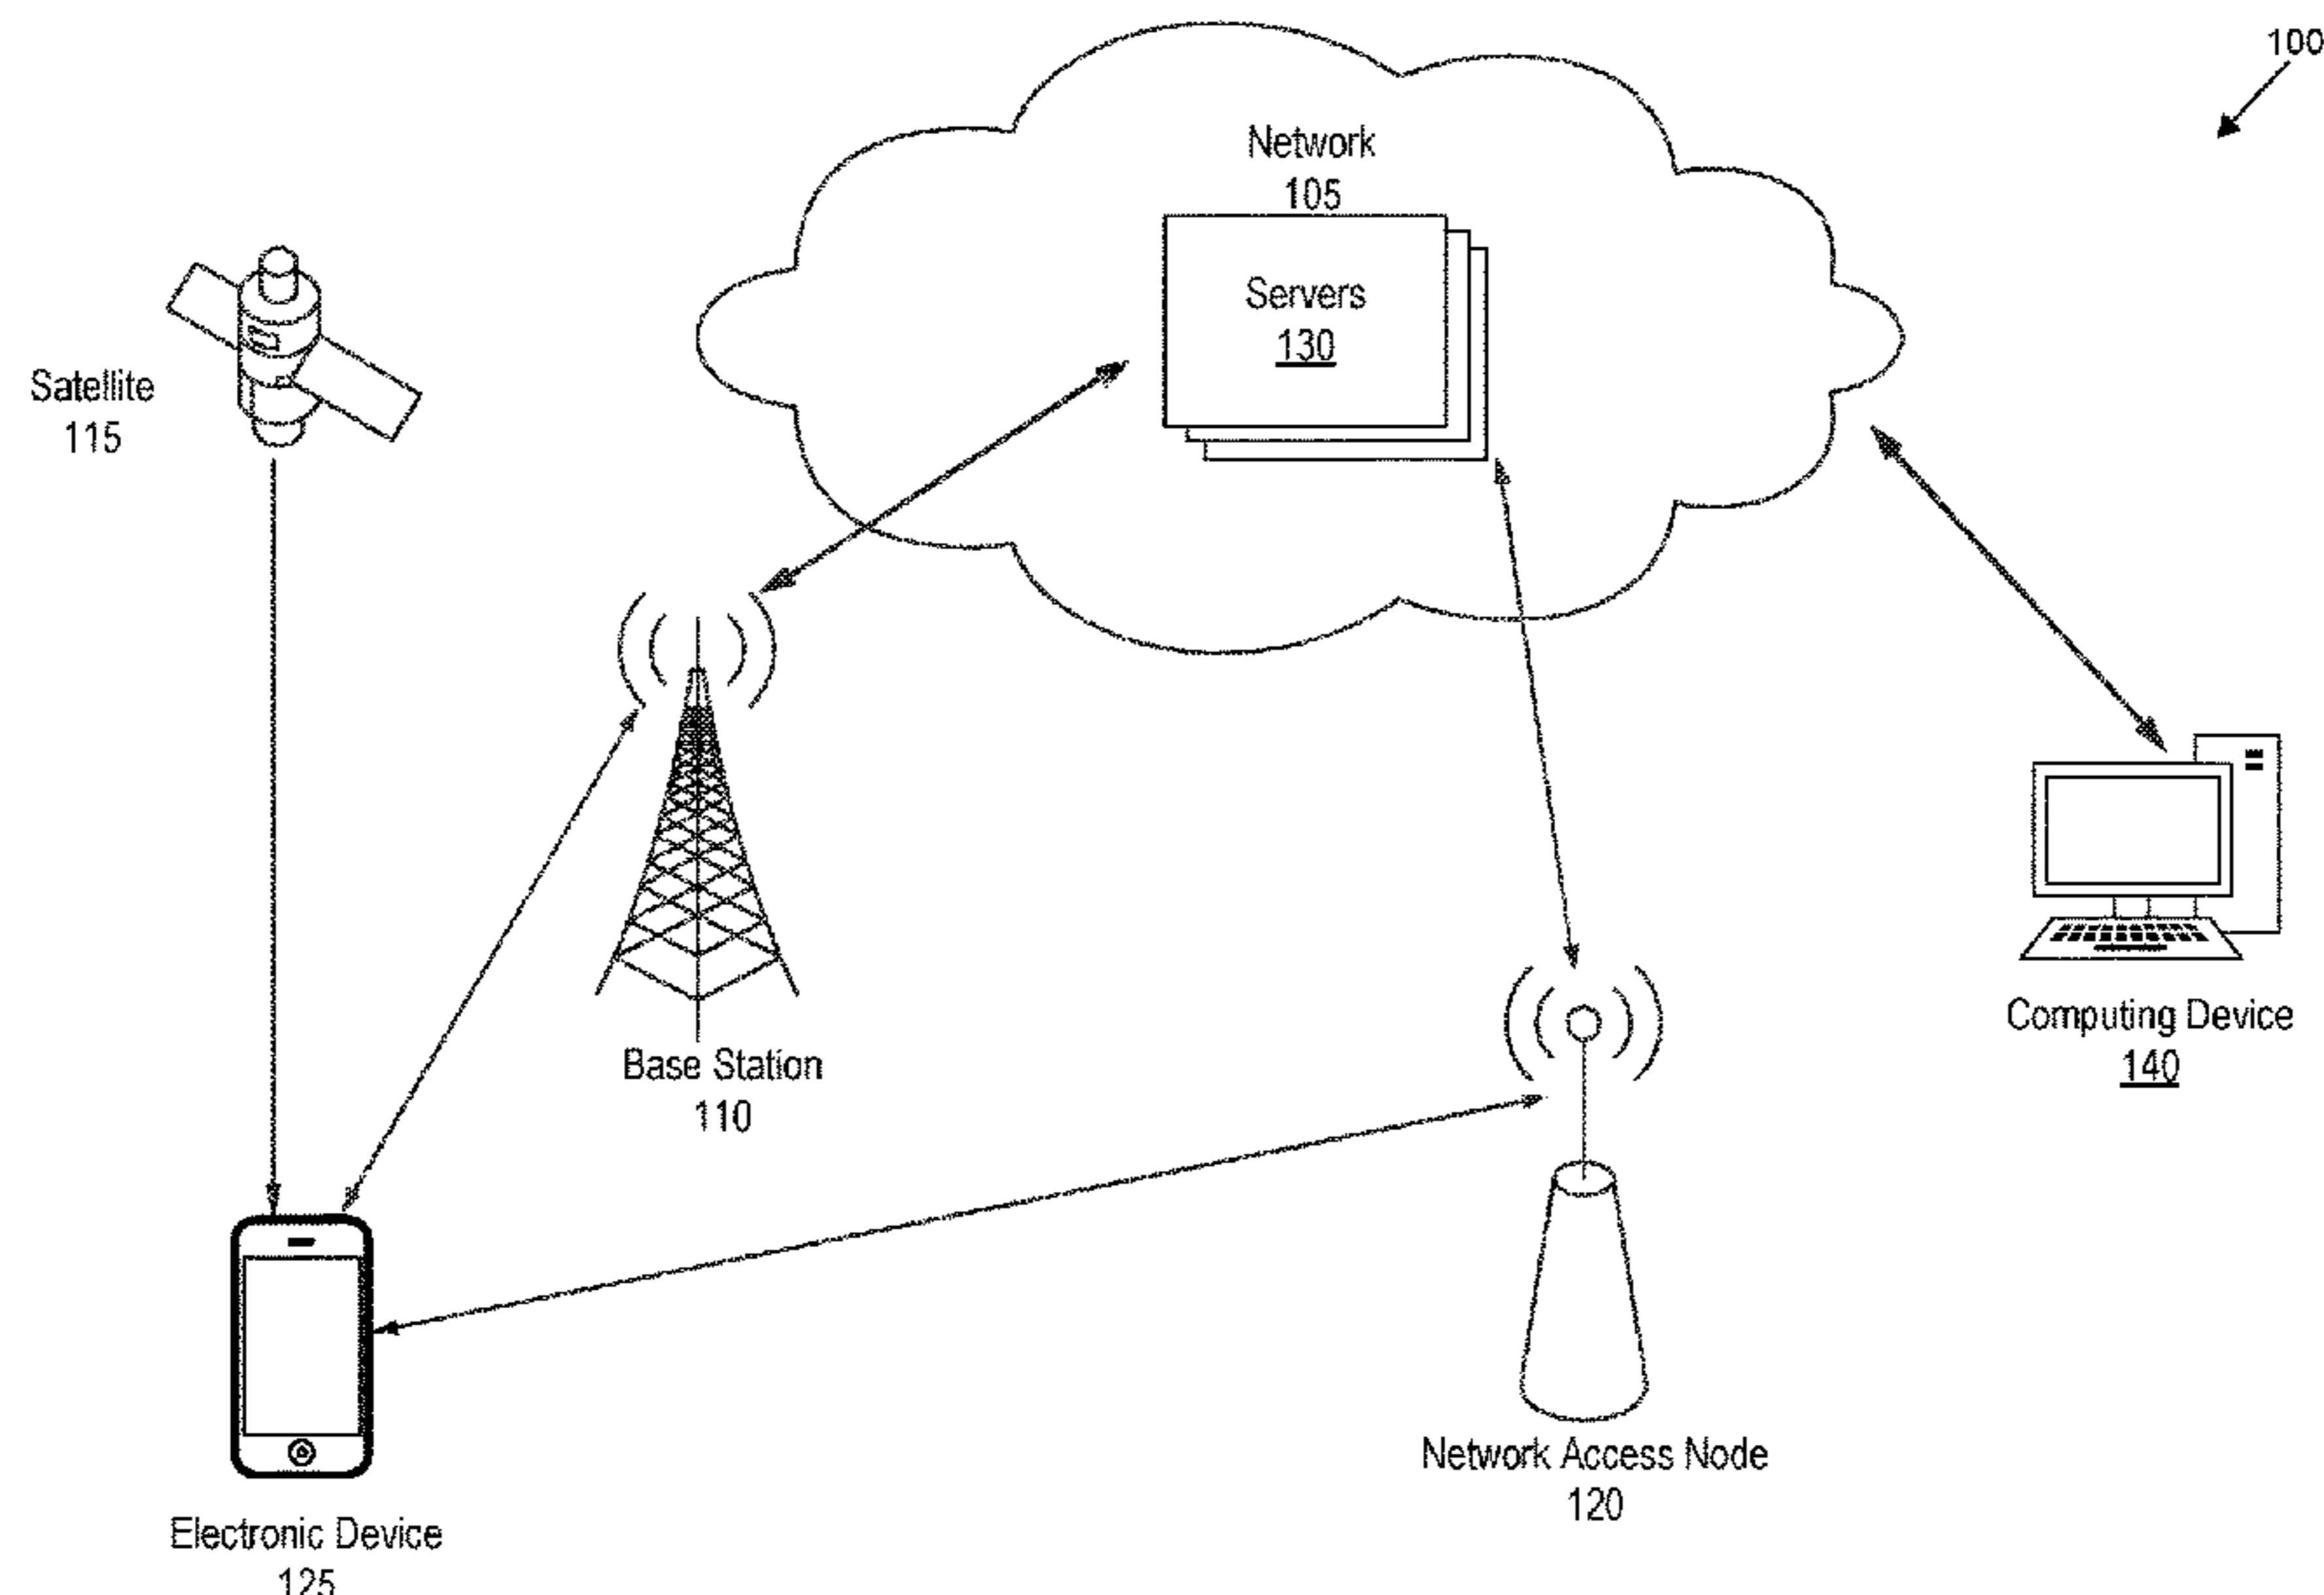 100
Network
105
Servers
130
Satellite
115
Base Station
110
Computing Device
140
Network Access Node
120
Electronic Device
125